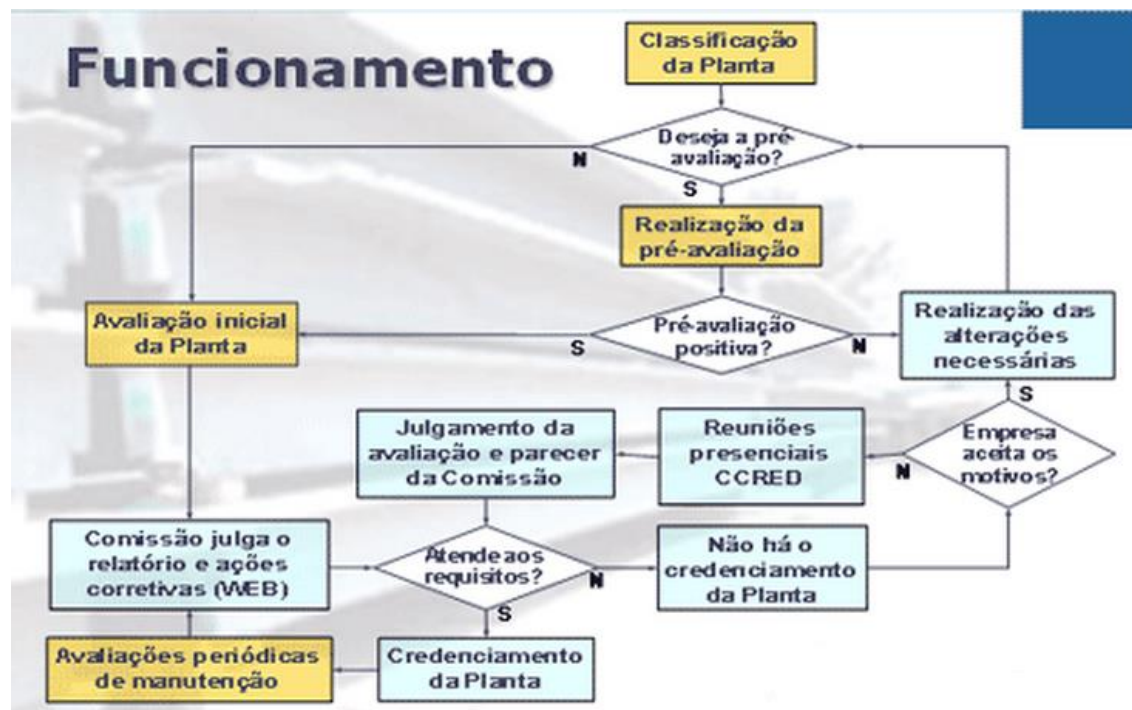 Funcionamento
Classificação
da Planta
Deseja a pré-
avaliação?
N
S
Realização da
pré-avaliação
Avaliação inicial
da Planta
S
Pré-avaliação
positiva?
N
Realização das
alterações
necessárias
S
Julgamento da
avaliação e parecer
da Comissão
Reuniões
presenciais
CCRED
N
Empresa
aceita os
motivos?
Comissão julga o
relatório e ações
corretivas (WEB)
Atende aos
requisitos?
N
S
Não há o
credenciamento
da Planta
Avaliações periódicas
de manutenção
Credenciamento
da Planta